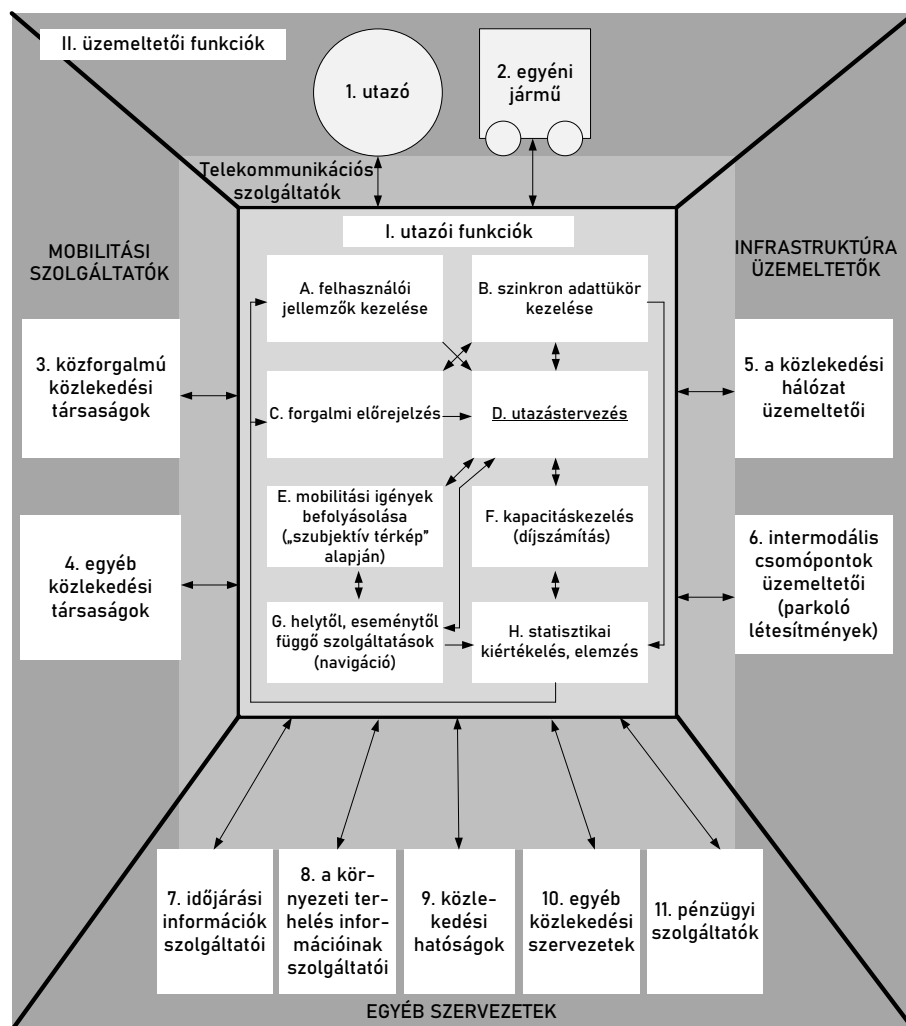 II. üzemeltetői funkciók
1. utazó
2. egyéni
jármű
Telekommunikációs
szolgáltatók
I. utazói funkciók
MOBILITÁSI
SZOLGÁLTATÓK
INFRASTRUKTÚRA
ÜZEMELTETŐK
A. felhasználói
jellemzők kezelése
B. szinkron adattükör
kezelése
3. közforgalmú
közlekedési
társaságok
C. forgalmi előrejelzés
D. utazástervezés
5. a közlekedési
hálózat
üzemeltetői
E. mobilitási igények
befolyásolása
(„szubjektív térkép”
alapján)
F. kapacitáskezelés
(díjszámítás)
4. egyéb
közlekedési
társaságok
6. intermodális
csomópontok
üzemeltetői
(parkoló
létesítmények)
G. helytől, eseménytől
függő szolgáltatások
(navigáció)
H. statisztikai
kiértékelés, elemzés
7. időjárási
információk
szolgáltatói
8. a kör-
nyezeti ter-
helés infor-
mációinak
szolgáltatói
9. közle-
kedési
hatóságok
10. egyéb
közlekedési
szervezetek
11. pénzügyi
szolgáltatók
EGYÉB SZERVEZETEK